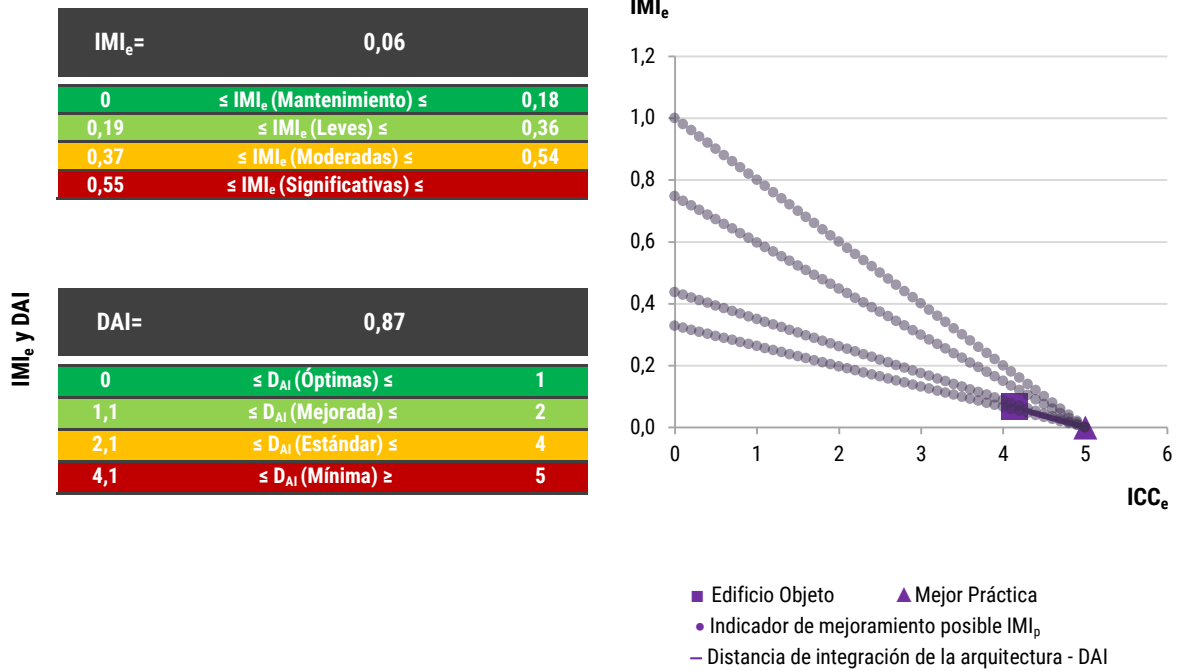 IMIe y DAI
IMIe= 0,06
0 ≤ IMIe (Mantenimiento) ≤ 0,18
0,19 ≤ IMIe (Leves) ≤ 0,36
0,37 ≤ IMIe (Moderadas) ≤ 0,54
0,55 ≤ IMIe (Significativas) ≤
DAI= 0,87
0 ≤ DAI (Óptimas) ≤ 1
1,1 ≤ DAI (Mejorada) ≤ 2
2,1 ≤ DAI (Estándar) ≤ 4
4,1 ≤ DAI (Mínima) ≥ 5
IMIe
1,2
1,0
0,8
0,6
0,4
0,2
0,0
0 1 2 3 4 5 6
ICCe
Edificio Objeto Mejor Práctica
Indicador de mejoramiento posible IMIp
Distancia de integración de la arquitectura - DAI